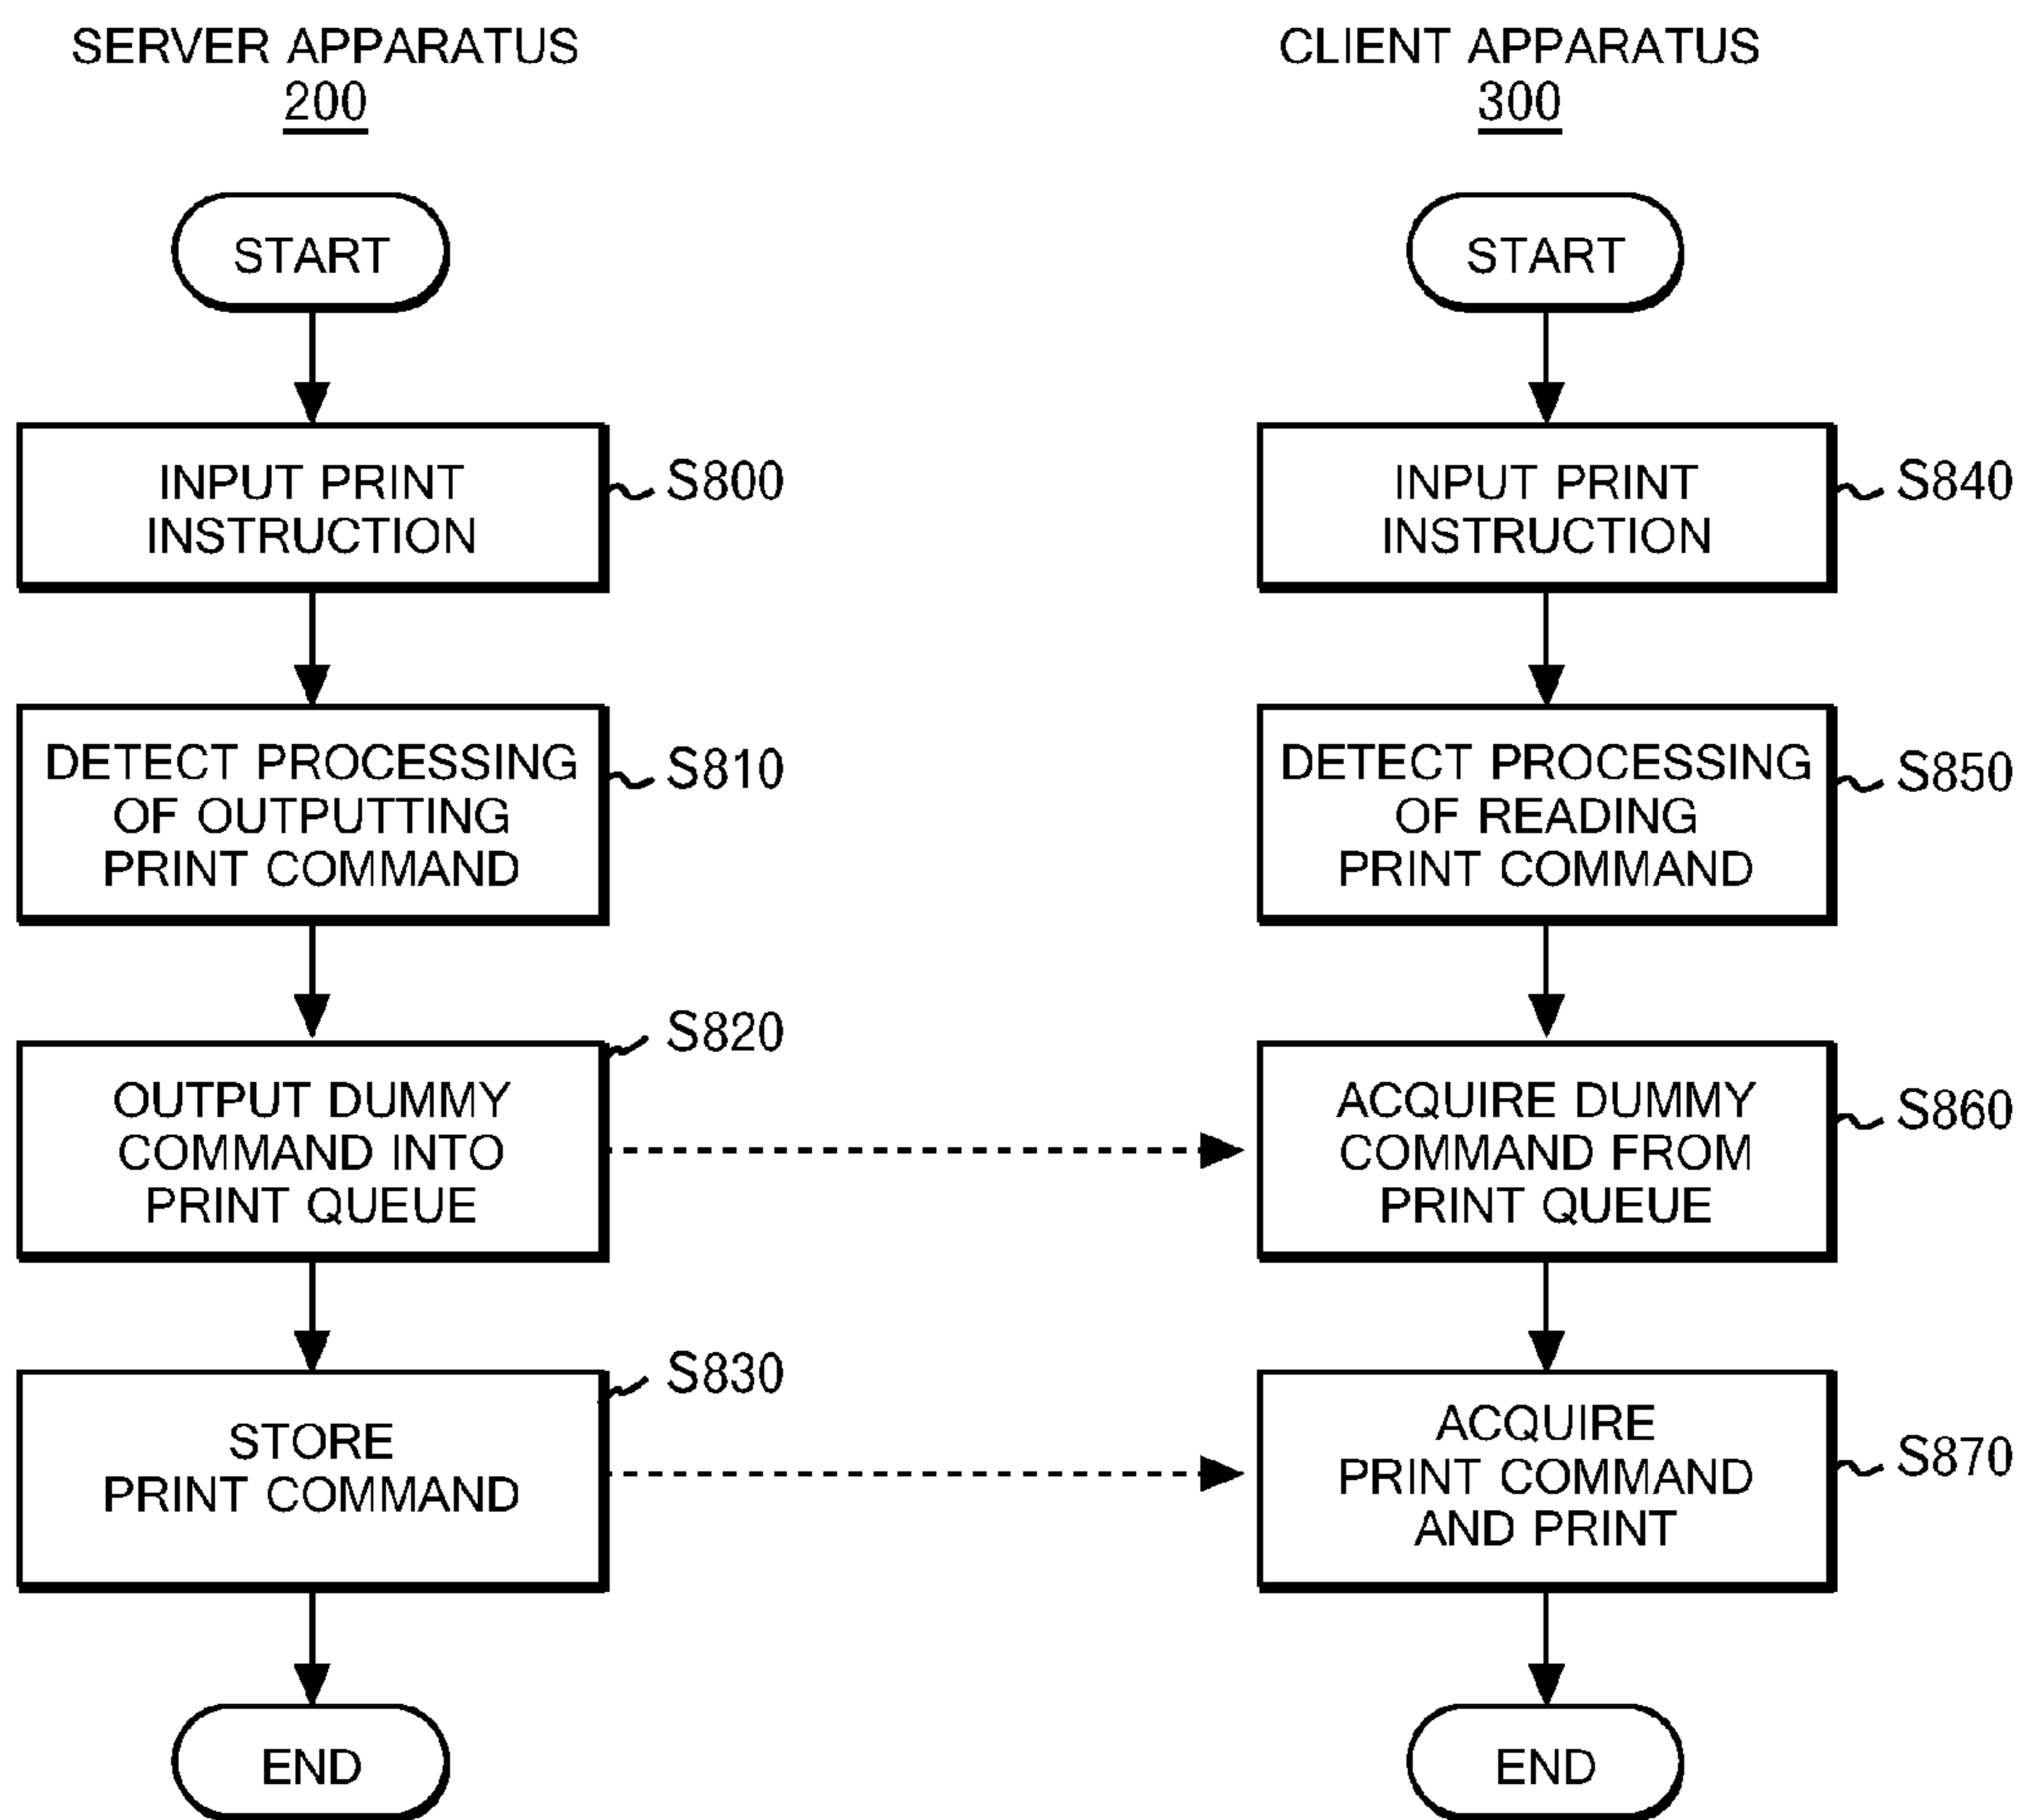 SERVER APPARATUS
200
START
INPUT PRINT
INSTRUCTION
S800
DETECT PROCESSING
OF OUTPUTTING
PRINT COMMAND
S810
OUTPUT DUMMY
COMMAND INTO
PRINT QUEUE
S820
STORE
PRINT COMMAND
S830
END
CLIENT APPARATUS
300
START
INPUT PRINT
INSTRUCTION
S840
DETECT PROCESSING
OF READING
PRINT COMMAND
S850
ACQUIRE DUMMY
COMMAND FROM
PRINT QUEUE
S860
ACQUIRE
PRINT COMMAND
AND PRINT
S870
END